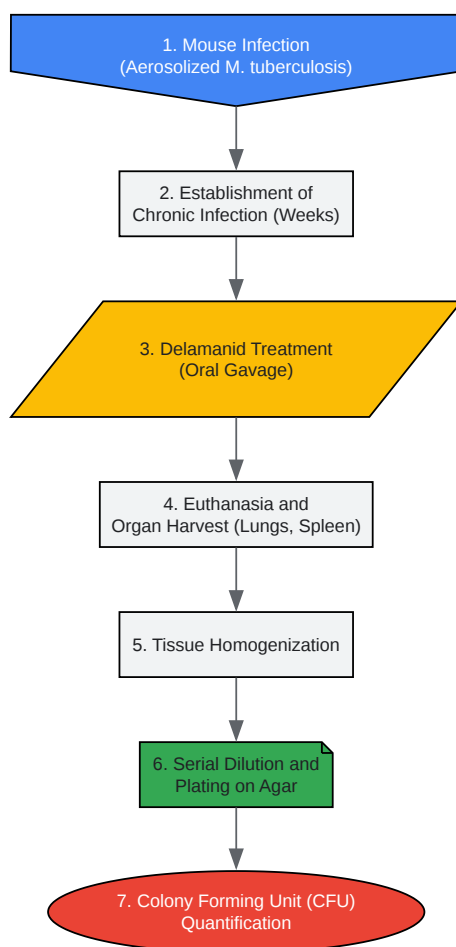 1. Mouse Infection
(Aerosolized M. tuberculosis)
2. Establishment of
Chronic Infection (Weeks)
3. Delamanid Treatment
(Oral Gavage)
4. Euthanasia and
Organ Harvest (Lungs, Spleen)
5. Tissue Homogenization
6. Serial Dilution and
Plating on Agar
7. Colony Forming Unit (CFU)
Quantification